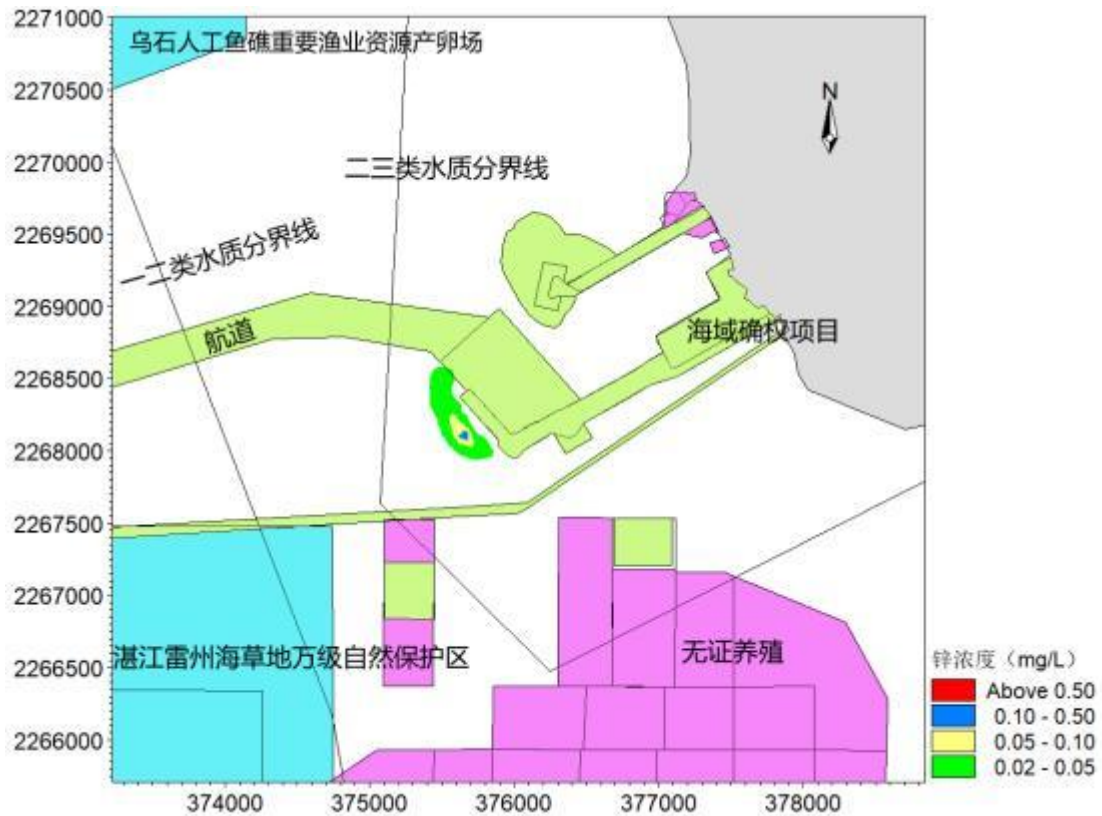 2271000
乌石人工鱼礁重要渔业资源产卵场
2270500
N
2270000
二三类水质分界线
2269500
一二类水质分界线
2269000
航道
海域确权项目
2268500
2268000
2267500
2267000
湛江雷州海草地方级自然保护区
无证养殖
2266500
2266000
锌浓度（mg/L）
Above 0.50
0.10 - 0.50
0.05 - 0.10
0.02 - 0.05
374000
375000
376000
377000
378000